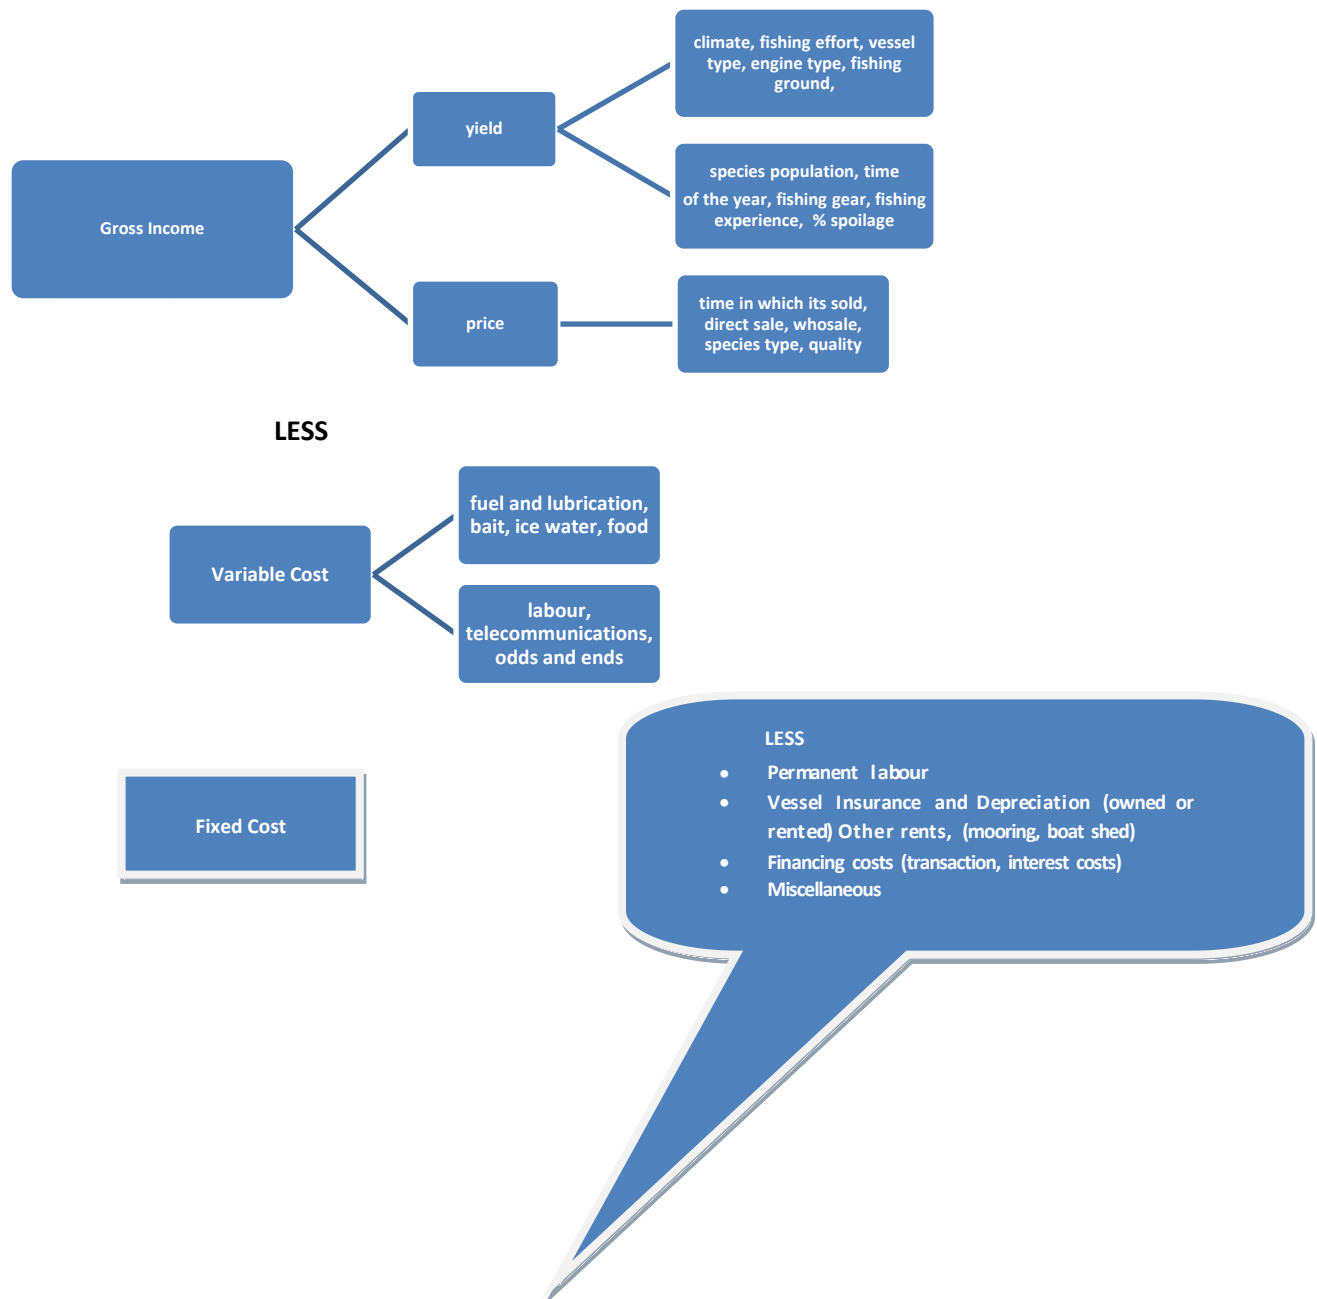 climate, fishing effort, vessel
type, engine type, fishing
ground,
yield
species population, time
of the year, fishing gear, fishing
experience, % spoilage
Gross Income
price
time in which its sold,
direct sale, whosale,
species type, quality
LESS
fuel and lubrication,
bait, ice water, food
Variable Cost
labour,
telecommunications,
odds and ends
LESS
• Permanent labour
• Vessel Insurance and Depreciation (owned or
rented) Other rents, (mooring, boat shed)
• Financing costs (transaction, interest costs)
• Miscellaneous
Fixed Cost